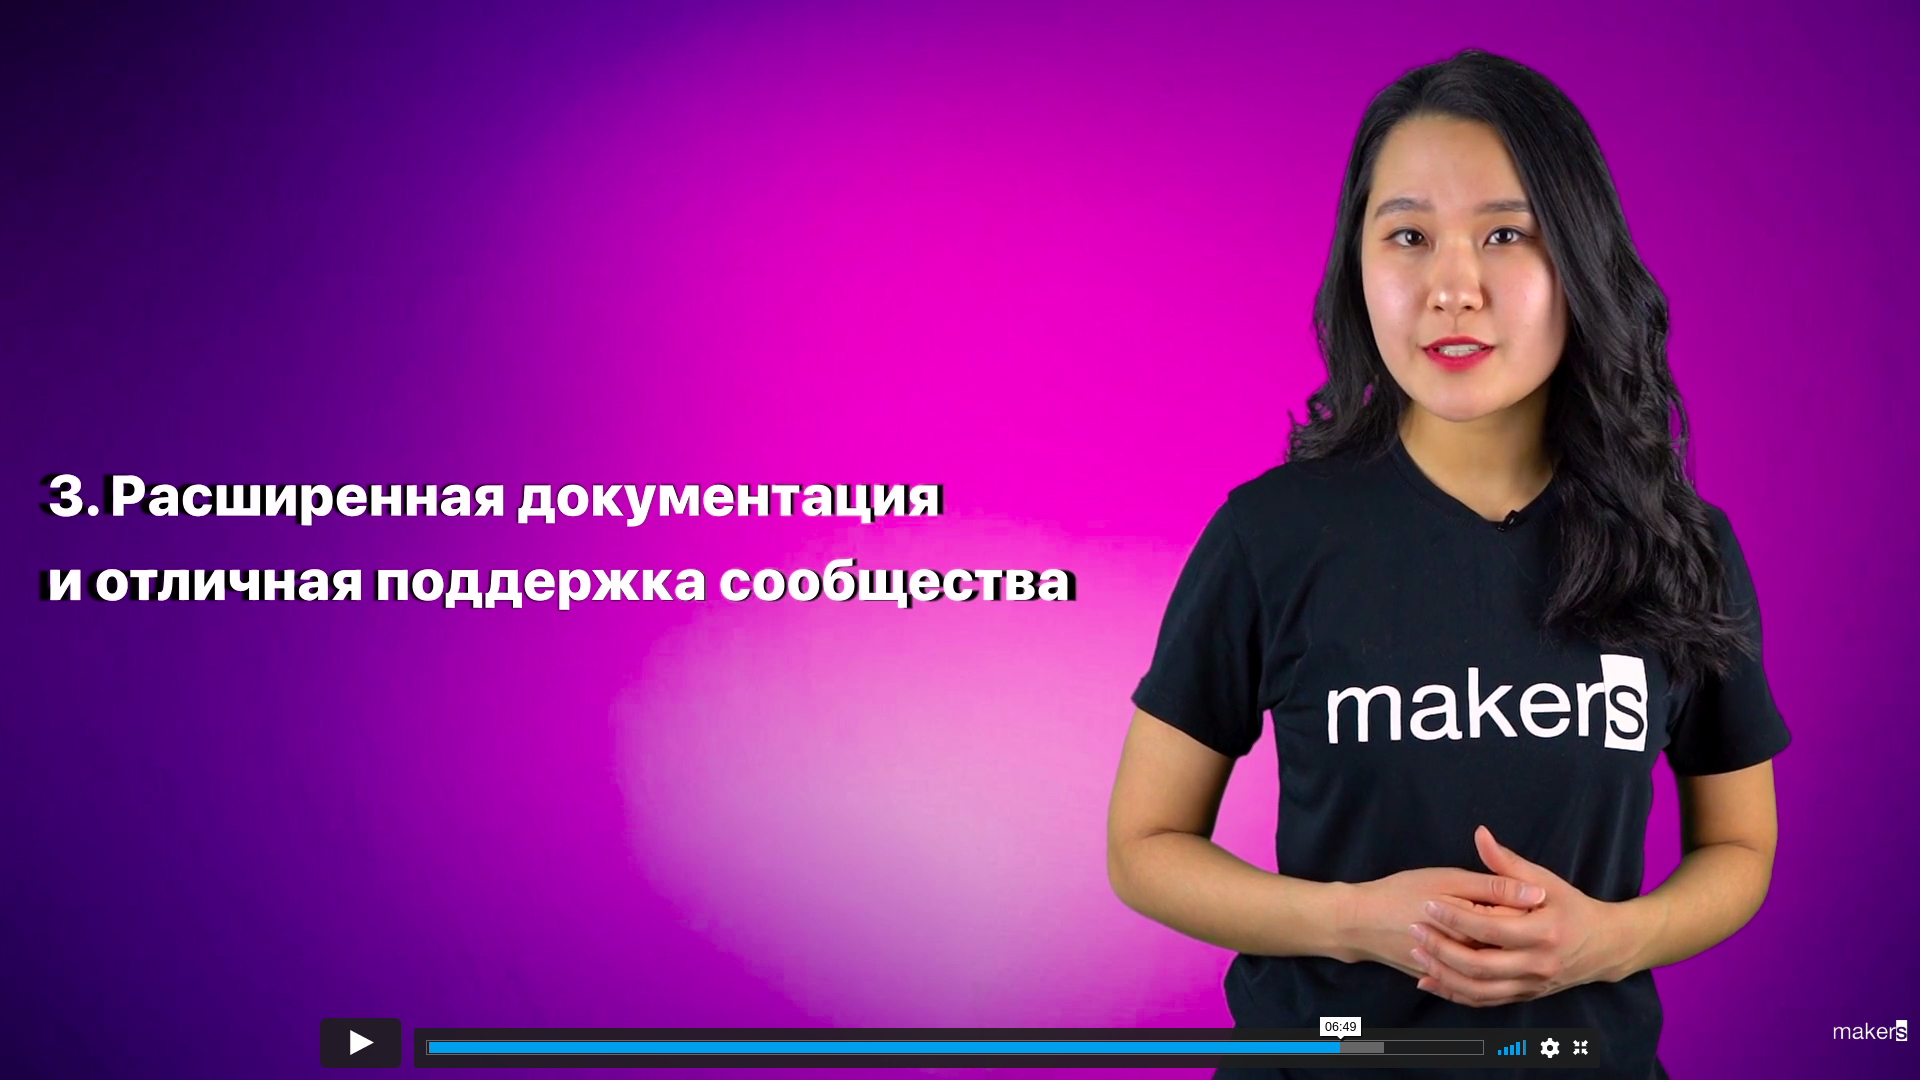 3. Расширенная документация
и отличная поддержка сообщества
makers
06:49
makers